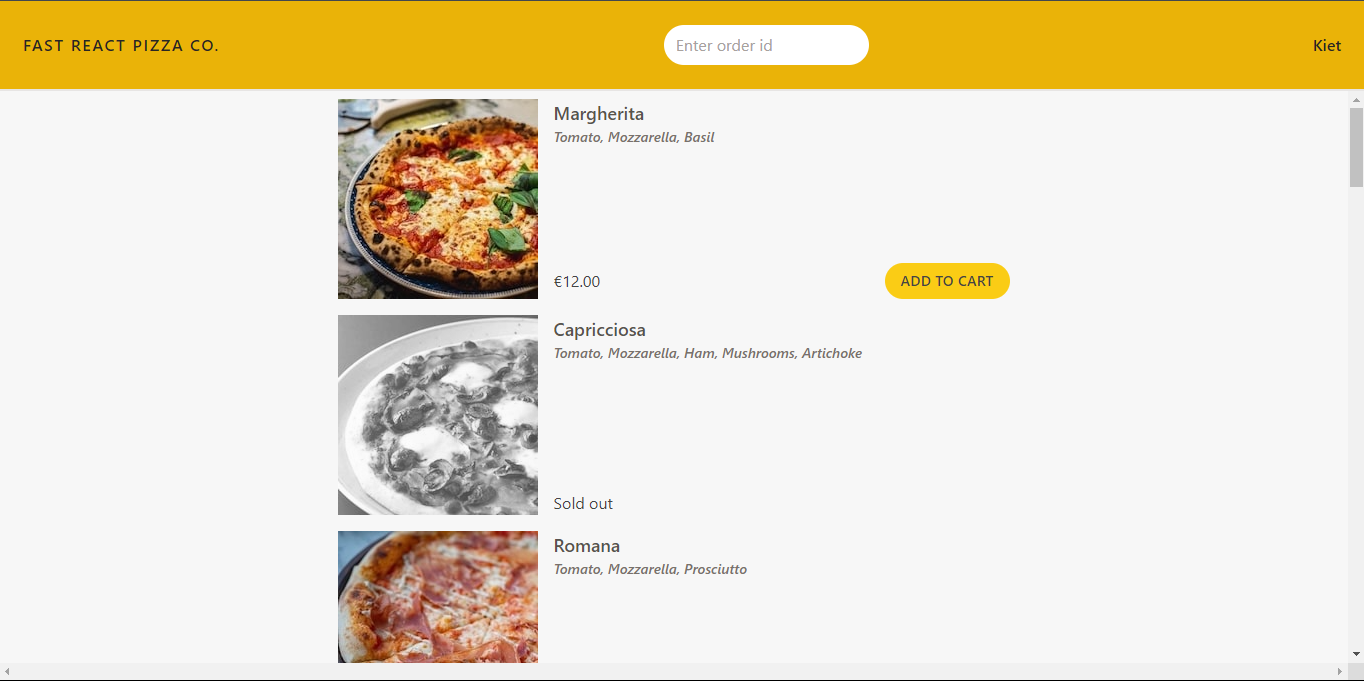 FAST REACT PIZZA CO.
Enter order id
Kiet
Margherita
Tomato, Mozzarella, Basil
€12.00
ADD TO CART
Capricciosa
Tomato, Mozzarella, Ham, Mushrooms, Artichoke
Sold out
Romana
Tomato, Mozzarella, Prosciutto